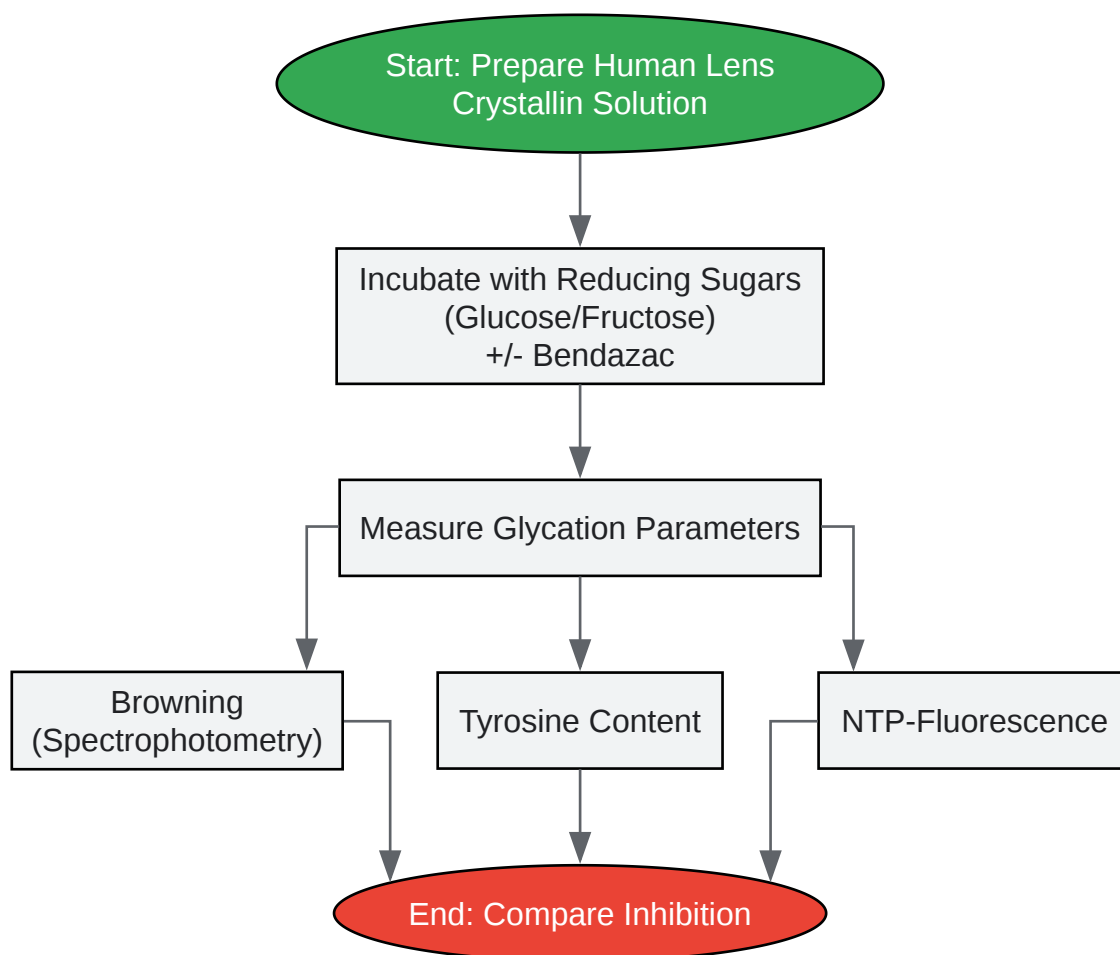 Start: Prepare Human Lens
Crystallin Solution
Incubate with Reducing Sugars
(Glucose/Fructose)
+/- Bendazac
Measure Glycation Parameters
Browning
(Spectrophotometry)
Tyrosine Content
NTP-Fluorescence
End: Compare Inhibition